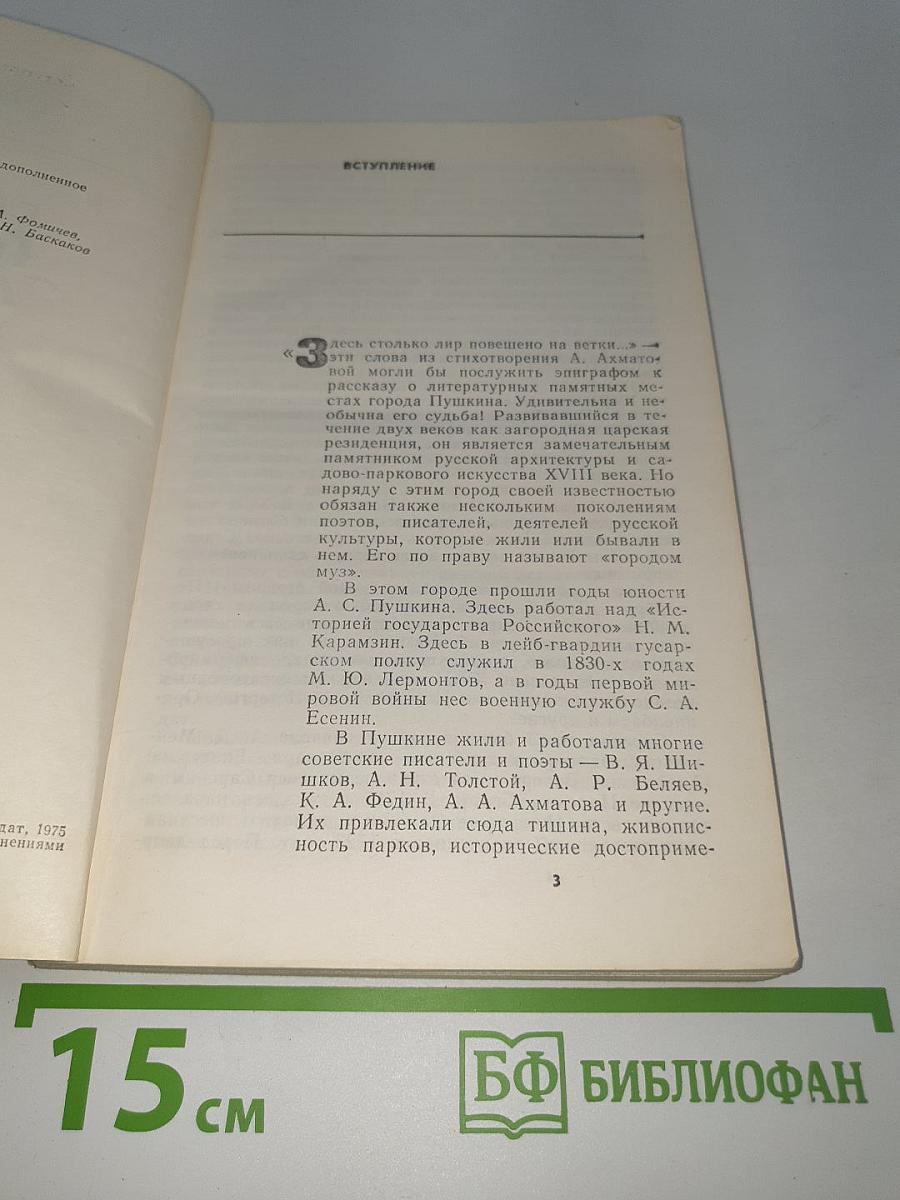 дополненное
А. Фомичев,
Н. Баскаков
дат, 1975
нениями
ВСТУПЛЕНИЕ
«Здесь столько лир повешено на ветки...» —
эти слова из стихотворения А. Ахмато-
вой могли бы послужить эпиграфом к
рассказу о литературных памятных ме-
стах города Пушкина. Удивительна и не-
обычна его судьба! Развивавшийся в те-
чение двух веков как загородная царская
резиденция, он является замечательным
памятником русской архитектуры и са-
дово-паркового искусства XVIII века. Но
наряду с этим город своей известностью
обязан также нескольким поколениям
поэтов, писателей, деятелей русской
культуры, которые жили или бывали в
нем. Его по праву называют «городом
муз».
В этом городе прошли годы юности
А. С. Пушкина. Здесь работал над «Ис-
торией государства Российского» Н. М.
Карамзин. Здесь в лейб-гвардии гусар-
ском полку служил в 1830-х годах
М. Ю. Лермонтов, а в годы первой ми-
ровой войны нес военную службу С. А.
Есенин.
В Пушкине жили и работали многие
советские писатели и поэты — В. Я. Ши-
шков, А. Н. Толстой, А. Р. Беляев,
К. А. Федин, А. А. Ахматова и другие.
Их привлекали сюда тишина, живопис-
ность парков, исторические достоприме-
3
15 см
БФ БИБЛИОФАН